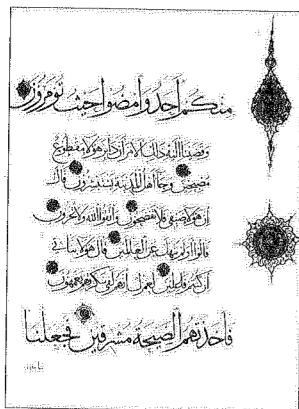 منكم أحد وامضوا حيث تؤمرون
وقضينا إليه ذلك الأمر أن دابر هؤلاء مقطوع
مصبحين وجاء أهل المدينة يستبشرون قال
إن هؤلاء ضيفي فلا تفضحون واتقوا الله ولا تخزون
قالوا أولم ننهك عن العالمين قال هؤلاء بناتي
إن كنتم فاعلين لعمرك إنهم لفي سكرتهم يعمهون
فأخذتهم الصيحة مشرقين فجعلنا